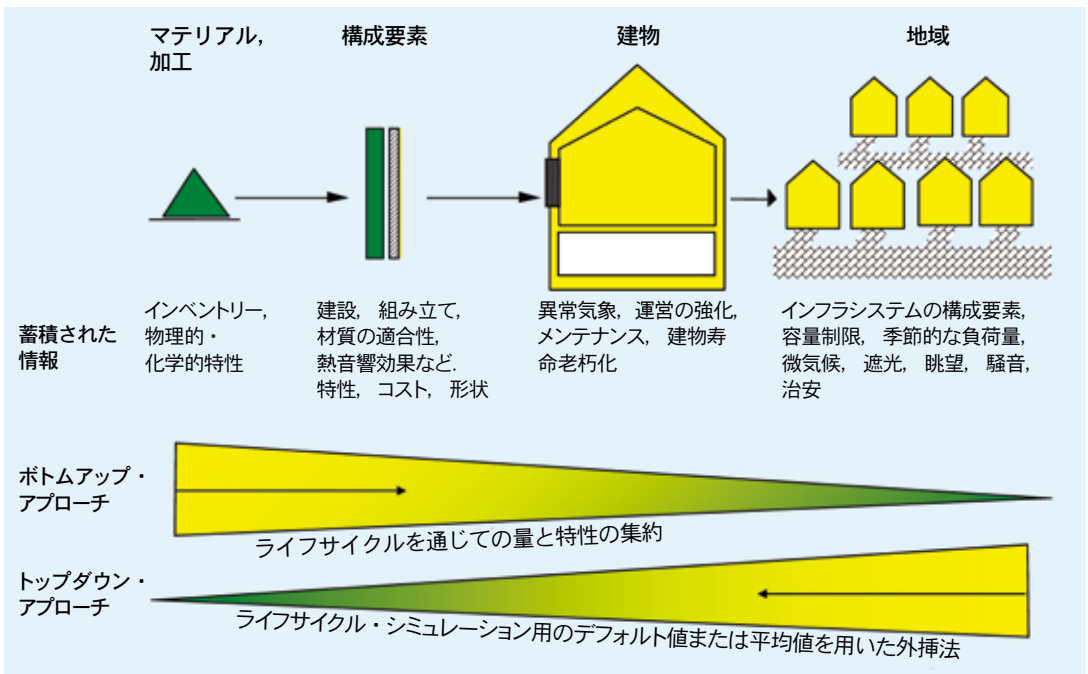 マテリアル,
加工
構成要素
建物
地域
蓄積された
情報
インベントリー,
物理的・
化学的特性
建設, 組み立て,
材質の適合性,
熱音響効果など.
特性, コスト, 形状
異常気象, 運営の強化,
メンテナンス, 建物寿
命老朽化
インフラシステムの構成要素,
容量制限, 季節的な負荷量,
微気候, 遮光, 眺望, 騒音,
治安
ボトムアップ・
アプローチ
ライフサイクルを通じての量と特性の集約
トップダウン・
アプローチ
ライフサイクル・シミュレーション用のデフォルト値または平均値を用いた外挿法